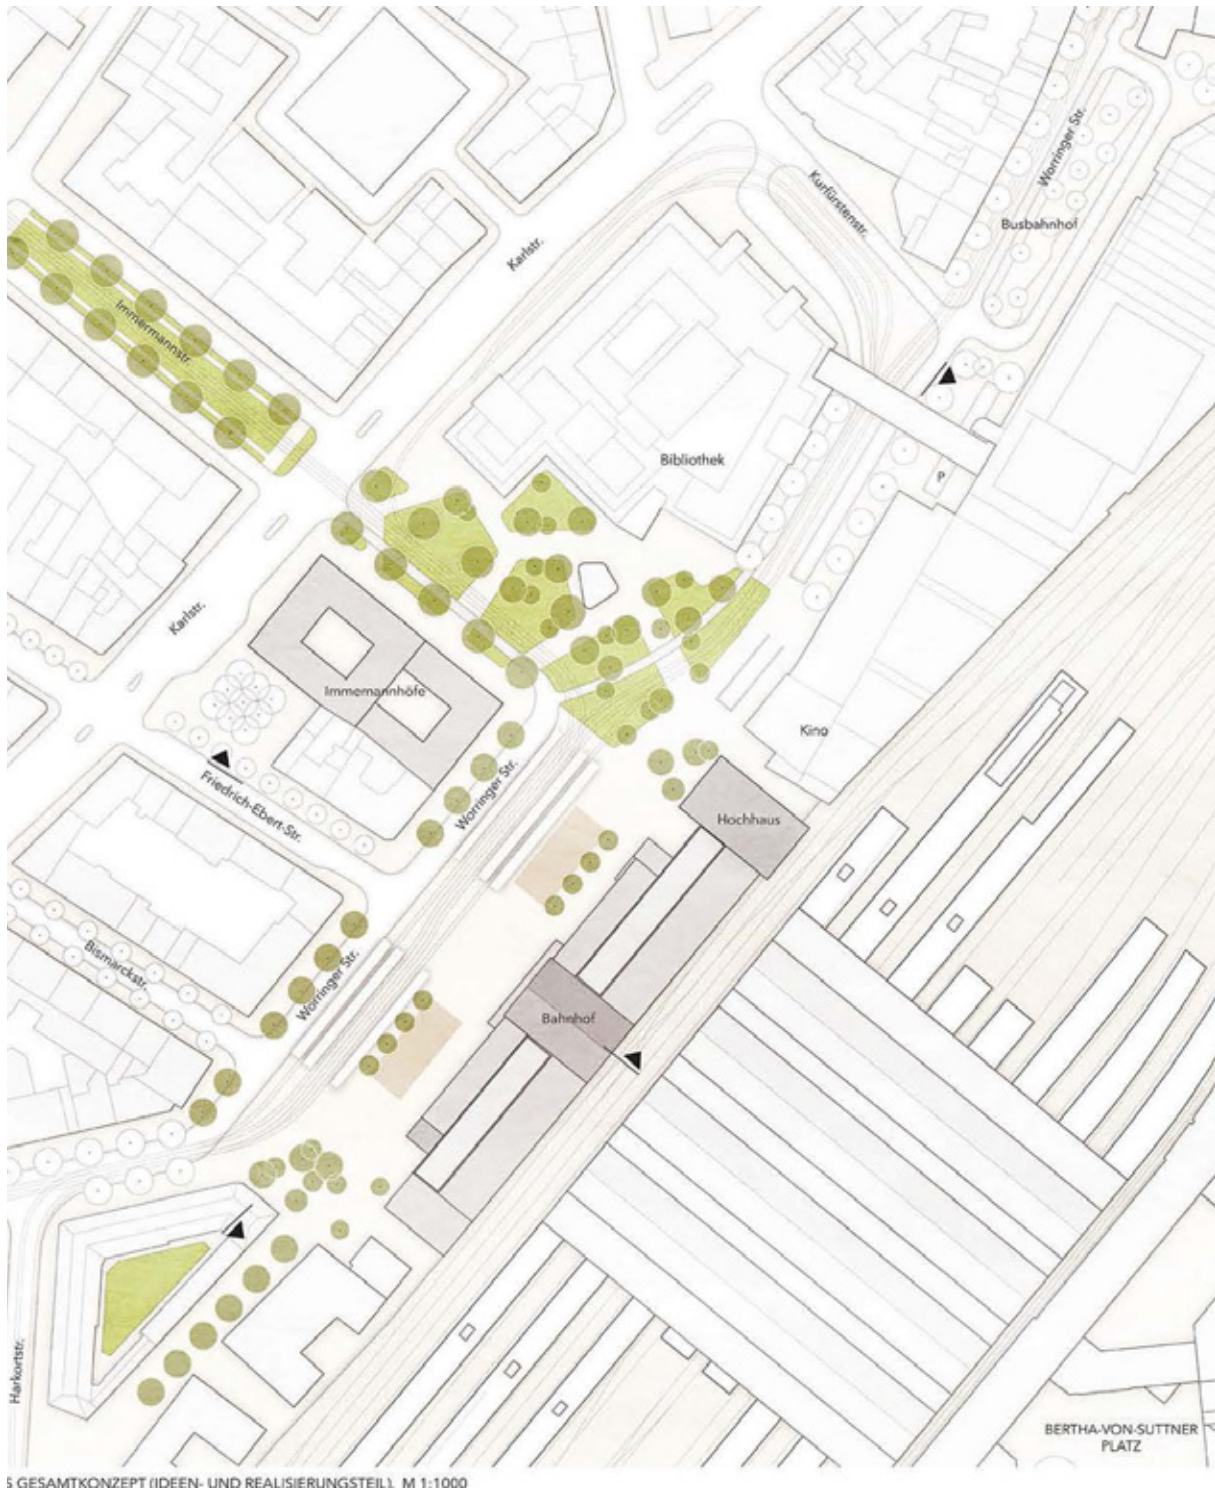 Worringer Str.
Kurfürstenstr.
Busbahnhof
Karlstr.
Immermannstr.
Bibliothek
P
Karlstr.
Immemannhöfe
Kino
Friedrich-Ebert-Str.
Worringer Str.
Hochhaus
Bismarckstr.
Worringer Str.
Bahnhof
Harkortstr.
BERTHA-VON-SUTTNER
PLATZ
S GESAMTKONZEPT (IDEEN- UND REALISIERUNGSTEIL), M 1:1000